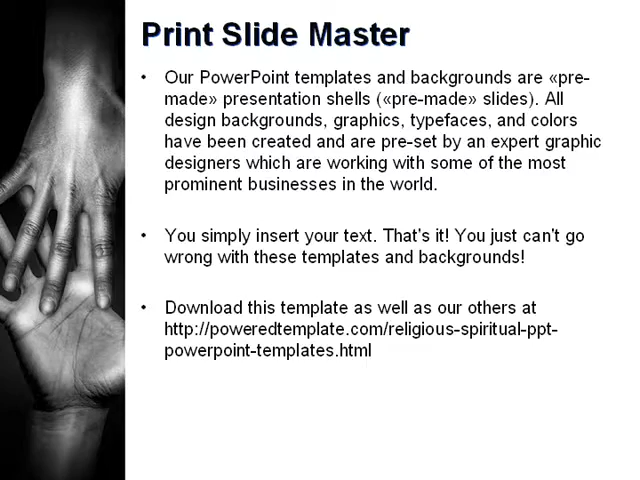 Print Slide Master
• Our PowerPoint templates and backgrounds are «pre-
made» presentation shells («pre-made» slides). All
design backgrounds, graphics, typefaces, and colors
have been created and are pre-set by an expert graphic
designers which are working with some of the most
prominent businesses in the world.
• You simply insert your text. That's it! You just can't go
wrong with these templates and backgrounds!
• Download this template as well as our others at
http://poweredtemplate.com/religious-spiritual-ppt-
powerpoint-templates.html